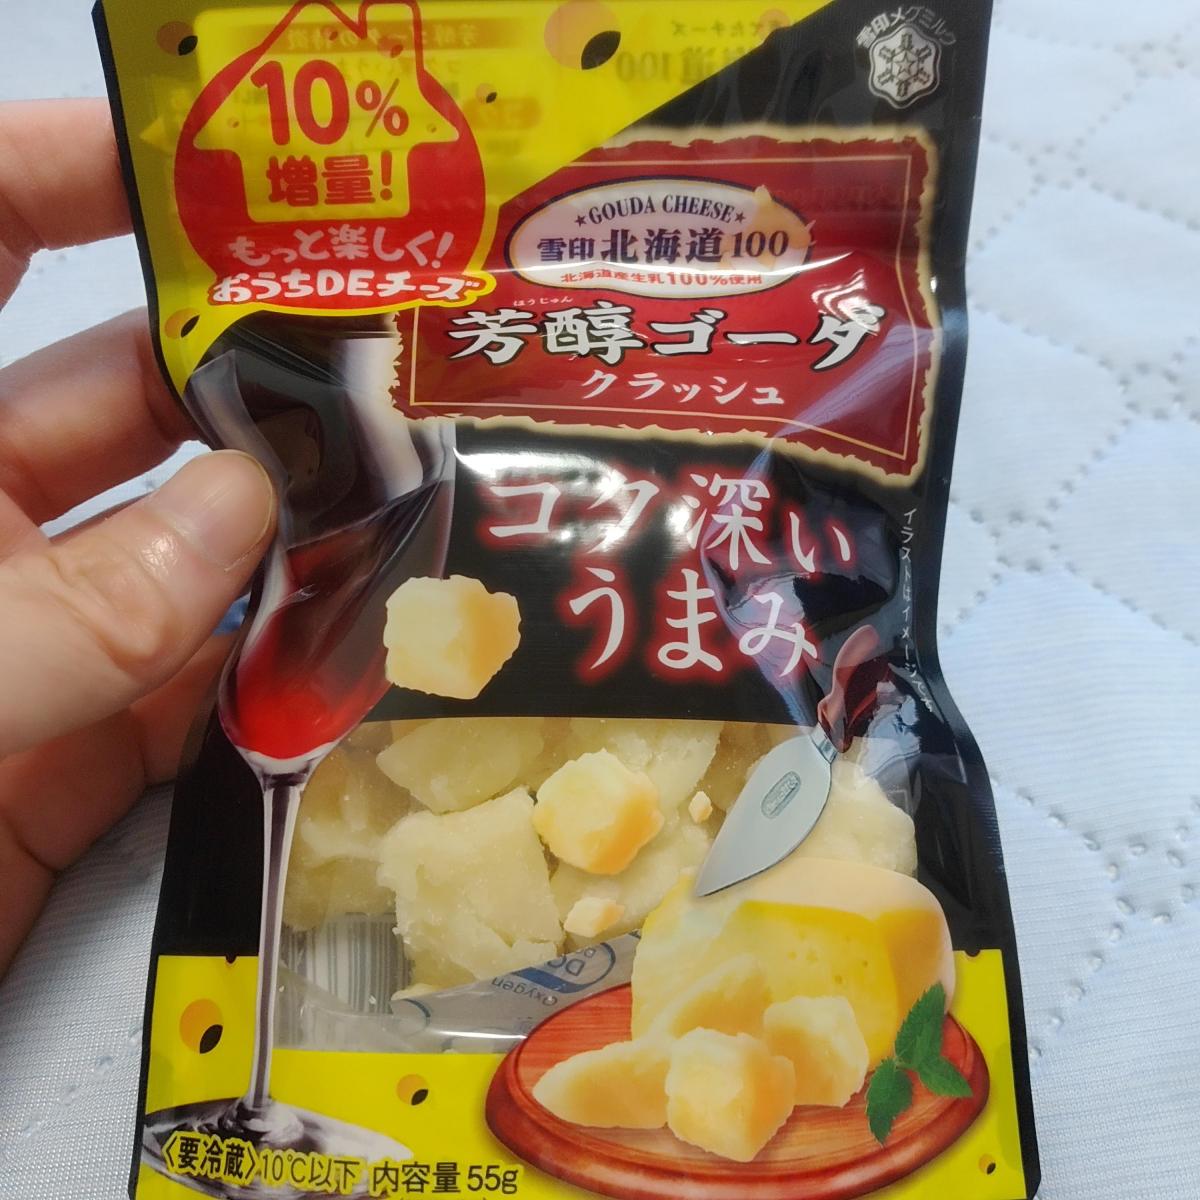 10%
増量!
もっと楽しく!
おうちDEチーズ
雪印メグミルク
★GOUDA CHEESE★
雪印 北海道100
北海道産生乳100%使用
ほうじゅん
芳醇ゴーダ
クラッシュ
コク深い
うまみ
イラストはイメージです
Oxygen
〈要冷蔵〉10℃以下 内容量55g